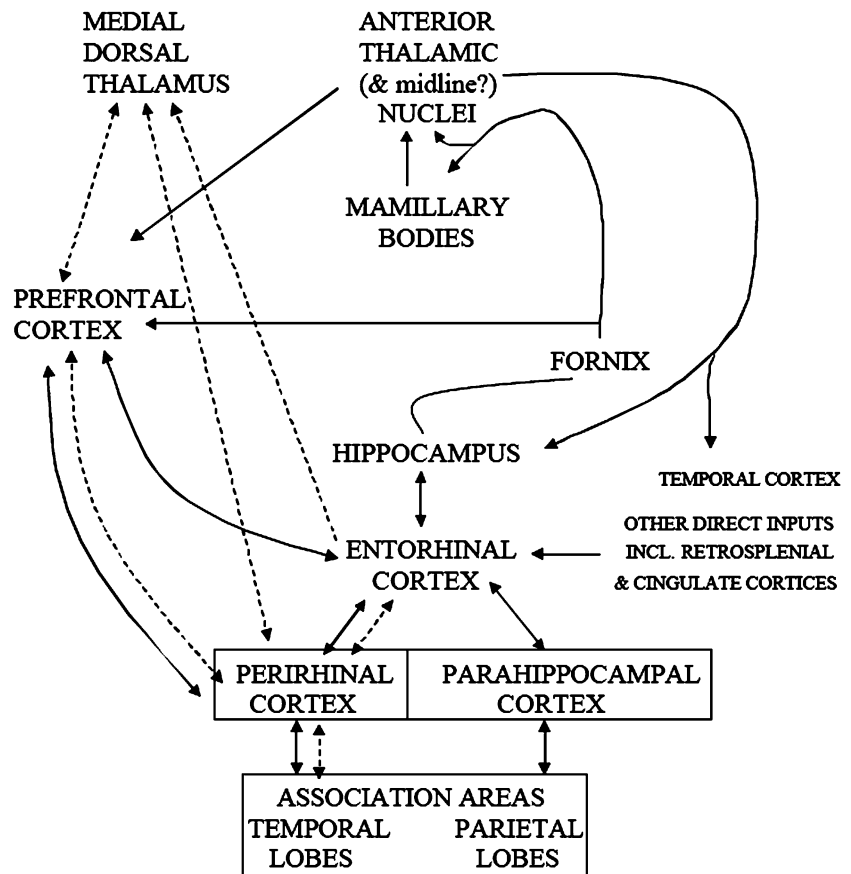 MEDIAL
DORSAL
THALAMUS
ANTERIOR
THALAMIC
(& midline?)
NUCLEI
MAMILLARY
BODIES
PREFRONTAL
CORTEX
FORNIX
HIPPOCAMPUS
TEMPORAL CORTEX
OTHER DIRECT INPUTS
INCL. RETROSPLENIAL
& CINGULATE CORTICES
ENTORHINAL
CORTEX
PERIRHINAL
CORTEX
PARAHIPPOCAMPAL
CORTEX
ASSOCIATION AREAS
TEMPORAL
LOBES
PARIETAL
LOBES